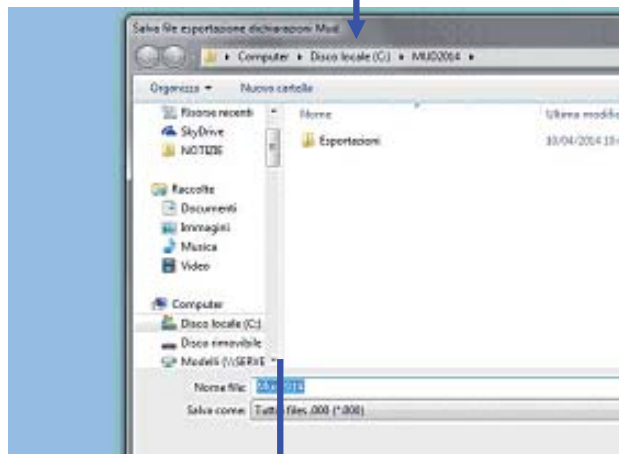 Salva file esportazione dichiarazioni Mud
Computer Disco locale (C:) MUD2014
Organizza Nuova cartella
Nome Ultima modific
Risorse recenti
SkyDrive
NOTIZIE
Esportazioni 10/04/2014
Raccolte
Documenti
Immagini
Musica
Video
Computer
Disco locale (C:)
Disco rimovibile
Modelli (\\SERVE
Nome file:
Salva come: Tutti files .000 (*.000)